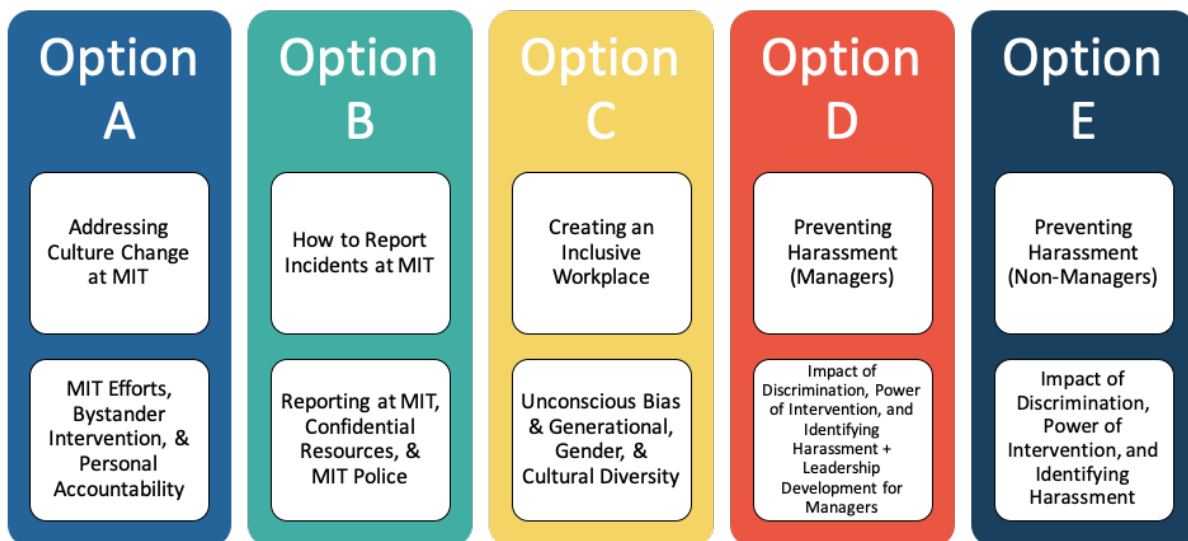 Option
A
Addressing
Culture Change
at MIT
MIT Efforts,
Bystander
Intervention, &
Personal
Accountability
Option
B
How to Report
Incidents at MIT
Reporting at MIT,
Confidential
Resources, &
MIT Police
Option
C
Creating an
Inclusive
Workplace
Unconscious Bias
& Generational,
Gender, &
Cultural Diversity
Option
D
Preventing
Harassment
(Managers)
Impact of
Discrimination, Power
of Intervention, and
Identifying
Harassment +
Leadership
Development for
Managers
Option
E
Preventing
Harassment
(Non-Managers)
Impact of
Discrimination,
Power of
Intervention, and
Identifying
Harassment